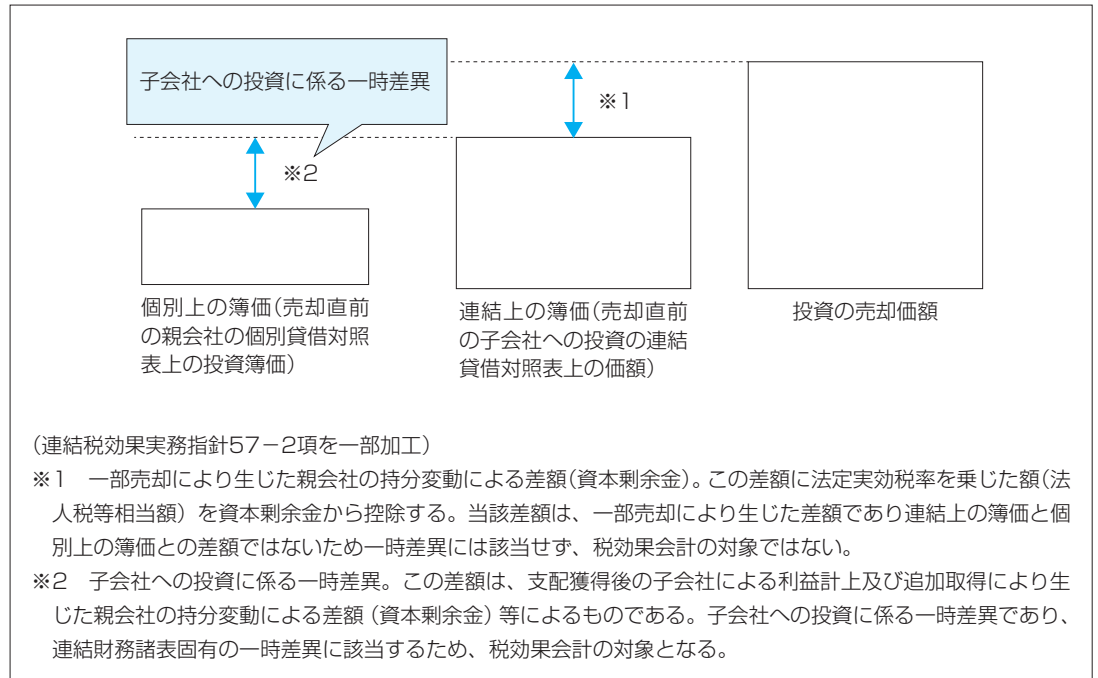 子会社への投資に係る一時差異
※1
※2
個別上の簿価(売却直前
の親会社の個別貸借対照
表上の投資簿価)
連結上の簿価(売却直前
の子会社への投資の連結
貸借対照表上の価額)
投資の売却価額
(連結税効果実務指針57－2項を一部加工)
※1　一部売却により生じた親会社の持分変動による差額(資本剰余金)。この差額に法定実効税率を乗じた額(法
人税等相当額)を資本剰余金から控除する。当該差額は、一部売却により生じた差額であり連結上の簿価と個
別上の簿価との差額ではないため一時差異には該当せず、税効果会計の対象ではない。
※2　子会社への投資に係る一時差異。この差額は、支配獲得後の子会社による利益計上及び追加取得により生
じた親会社の持分変動による差額(資本剰余金)等によるものである。子会社への投資に係る一時差異であり、
連結財務諸表固有の一時差異に該当するため、税効果会計の対象となる。